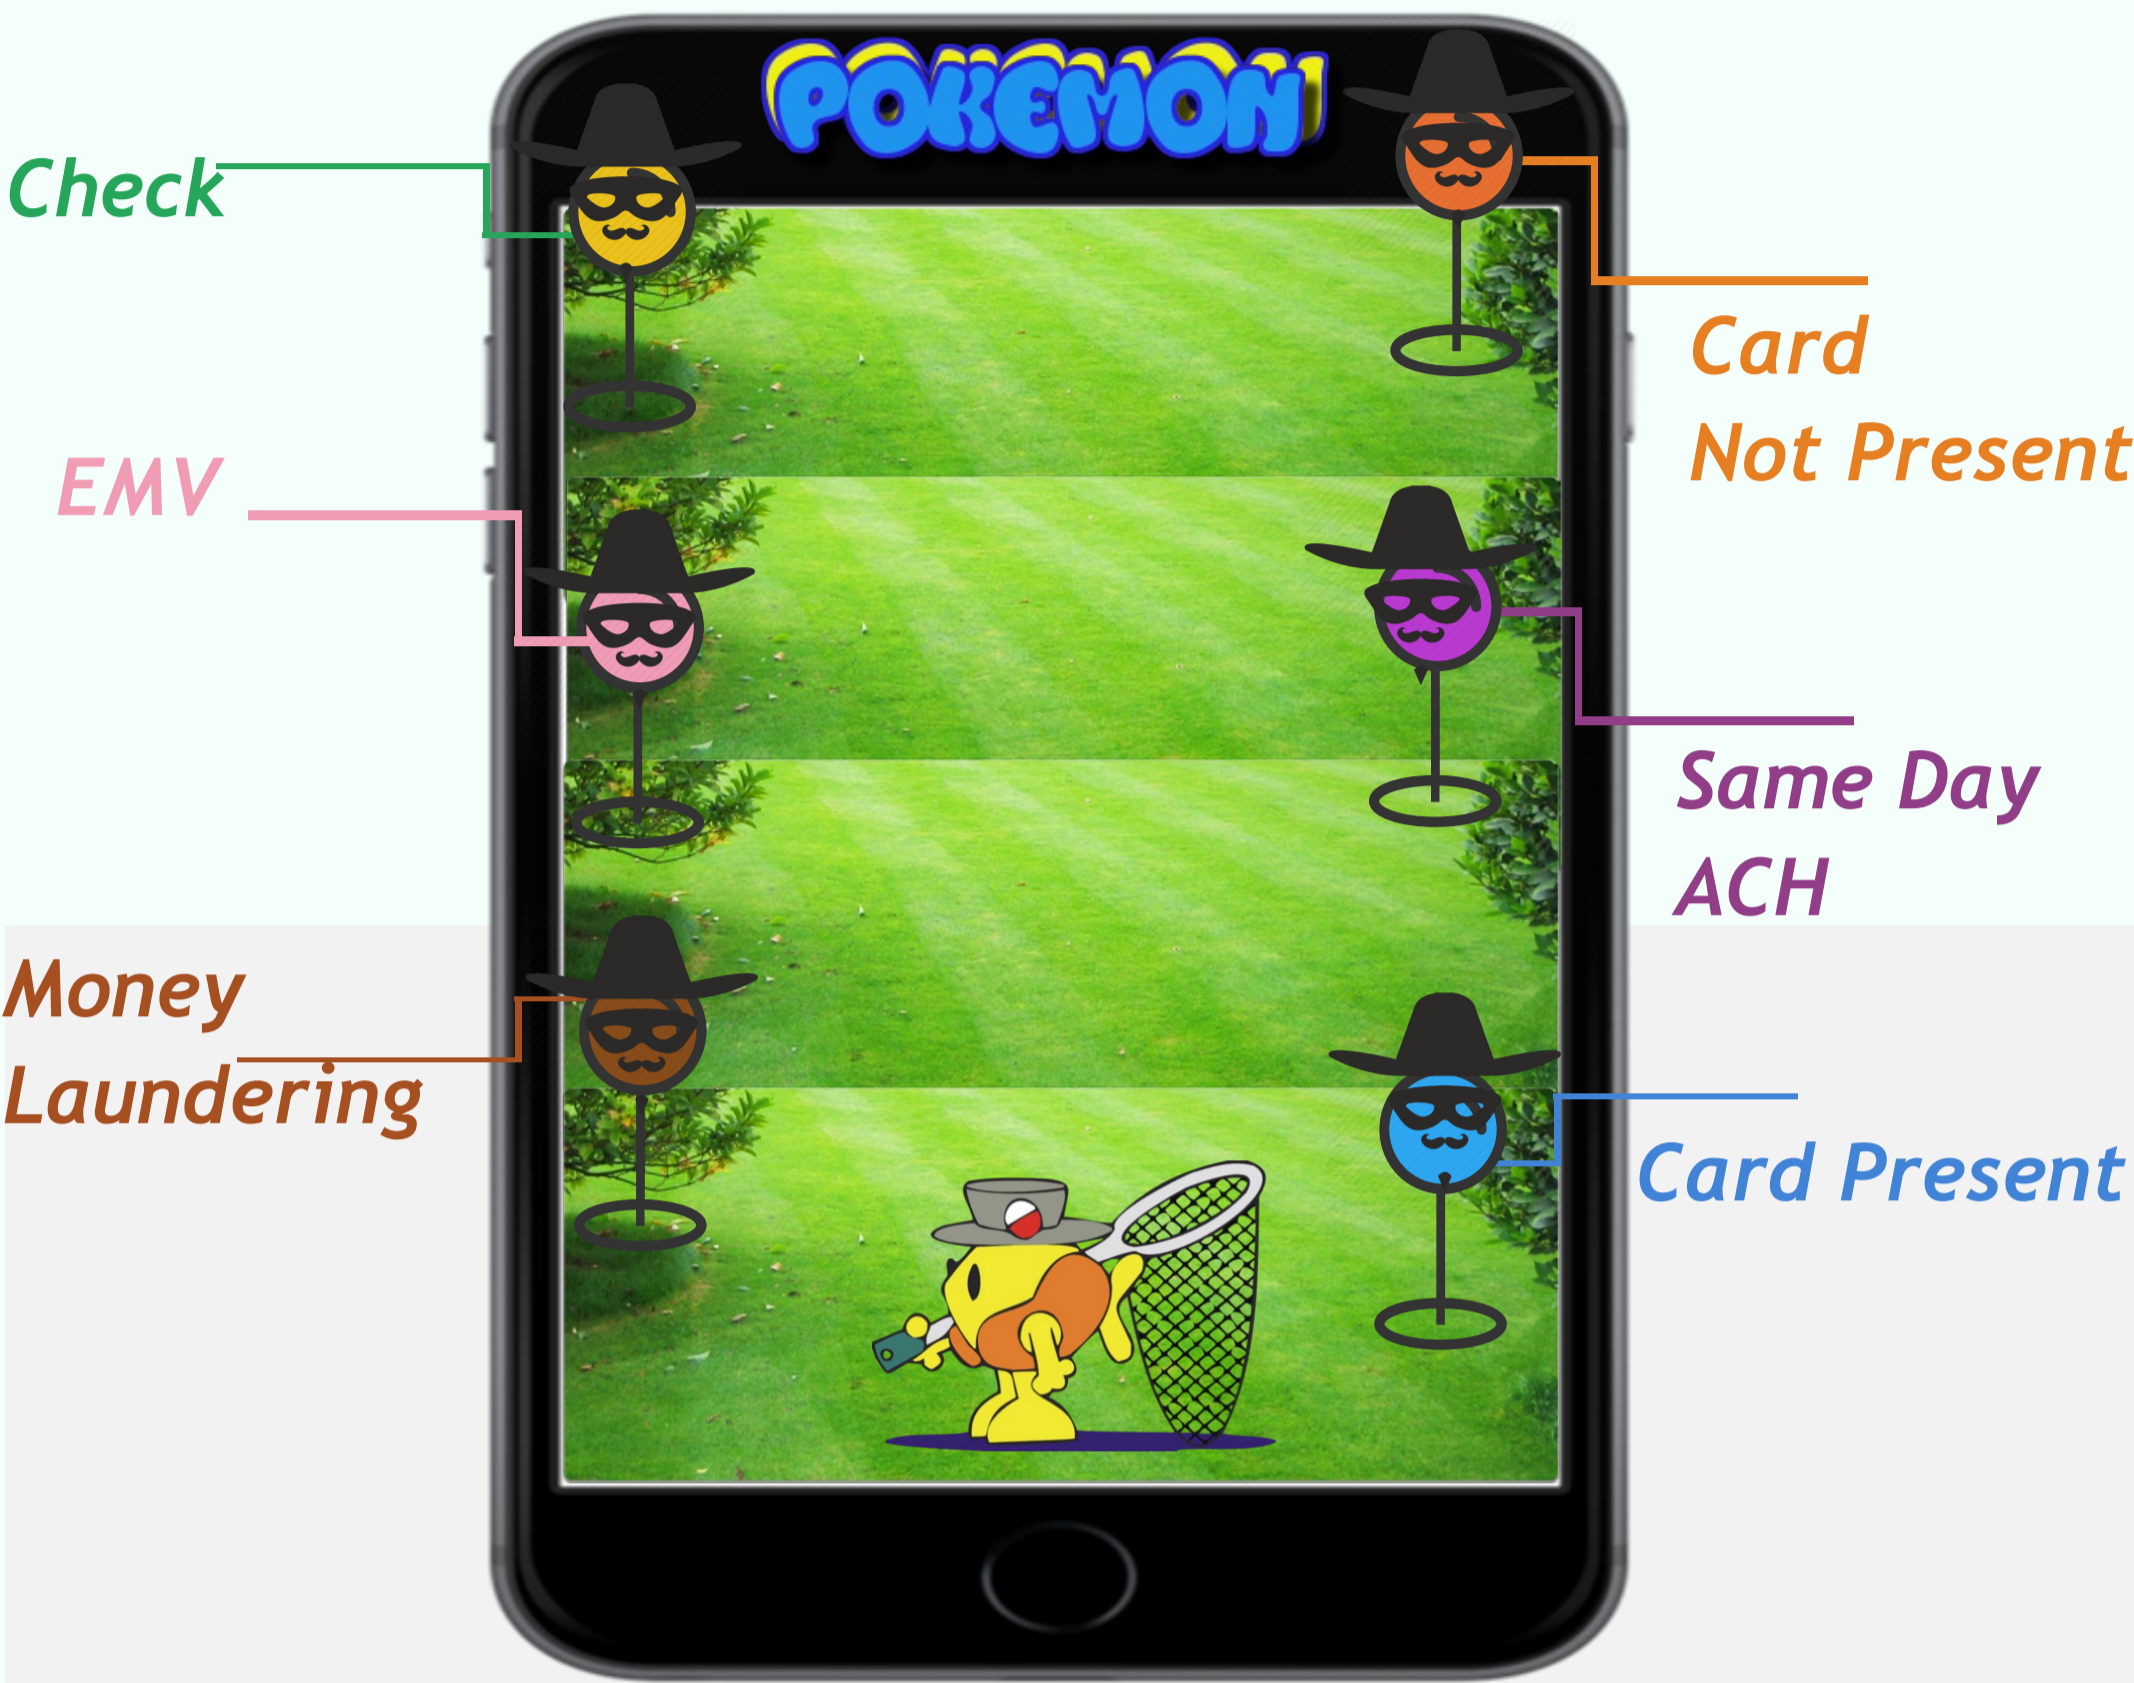 POKEMON
Check
Card
Not Present
EMV
Same Day
ACH
Money
Laundering
Card Present